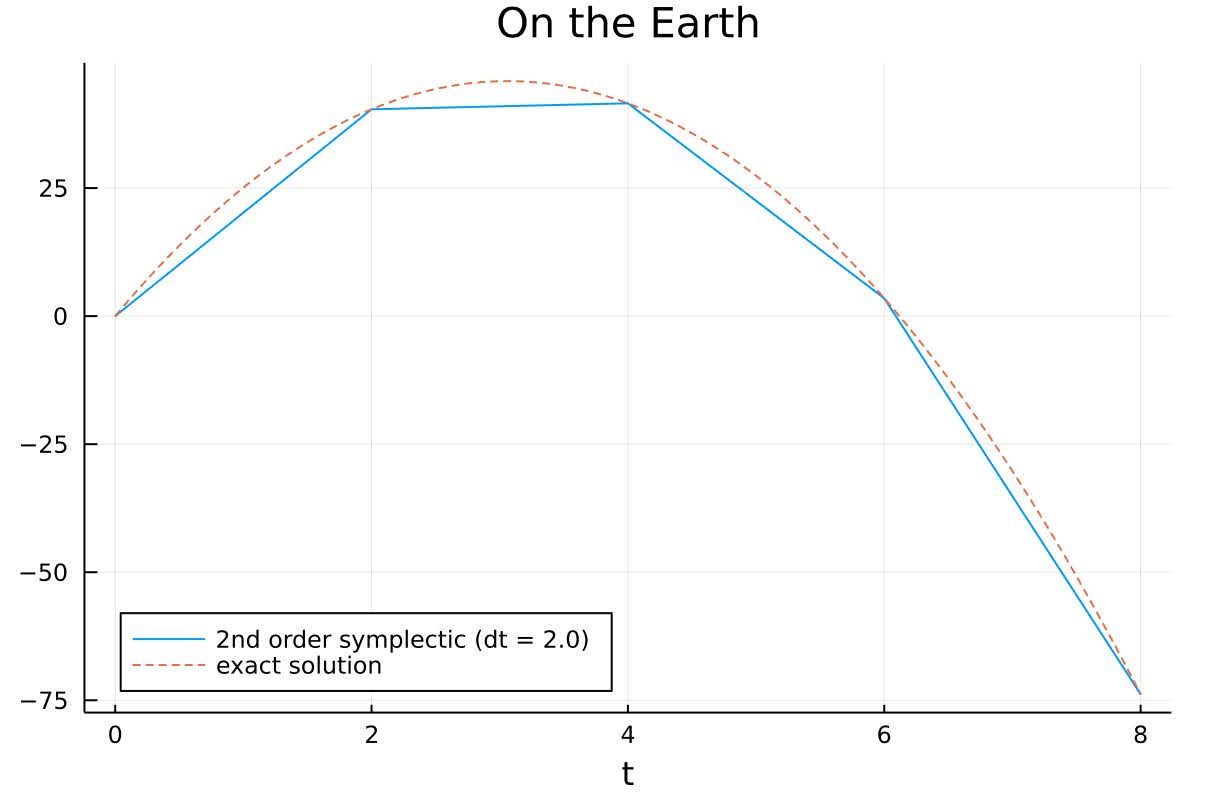 On the Earth
25
0
−25
−50
−75
2nd order symplectic (dt = 2.0)
exact solution
0 2 4 6 8
t